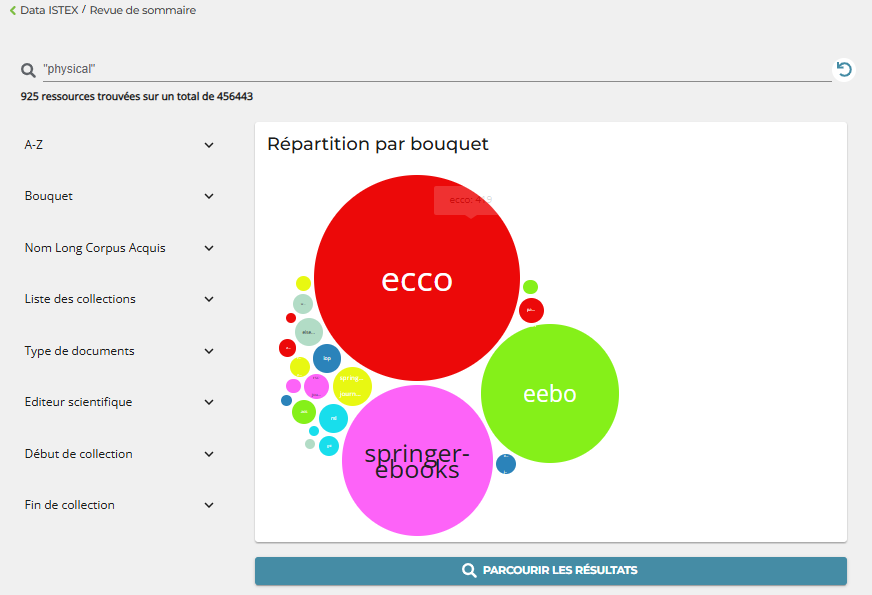 Data ISTEX / Revue de sommaire
"physical"
925 ressources trouvées sur un total de 456443
A-Z
Bouquet
Nom Long Corpus Acquis
Liste des collections
Type de documents
Editeur scientifique
Début de collection
Fin de collection
Répartition par bouquet
ecco
eebo
springer-
ebooks
iop
PARCOURIR LES RÉSULTATS